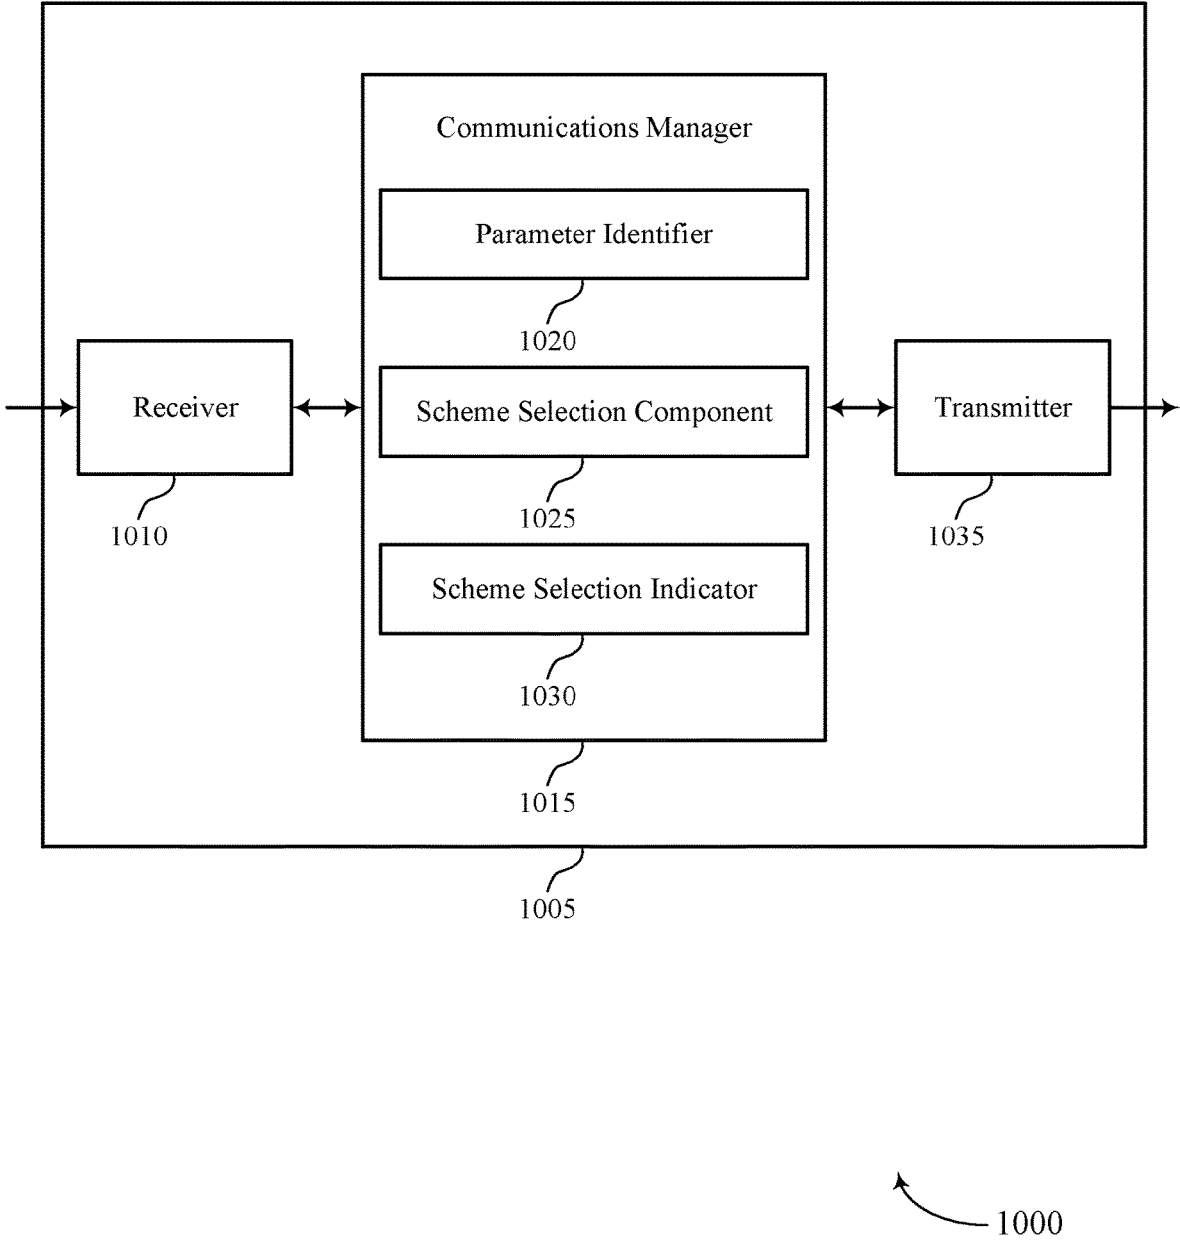 Communications Manager
Parameter Identifier
1020
Receiver
Scheme Selection Component
Transmitter
1010
1025
1035
Scheme Selection Indicator
1030
1015
1005
1000